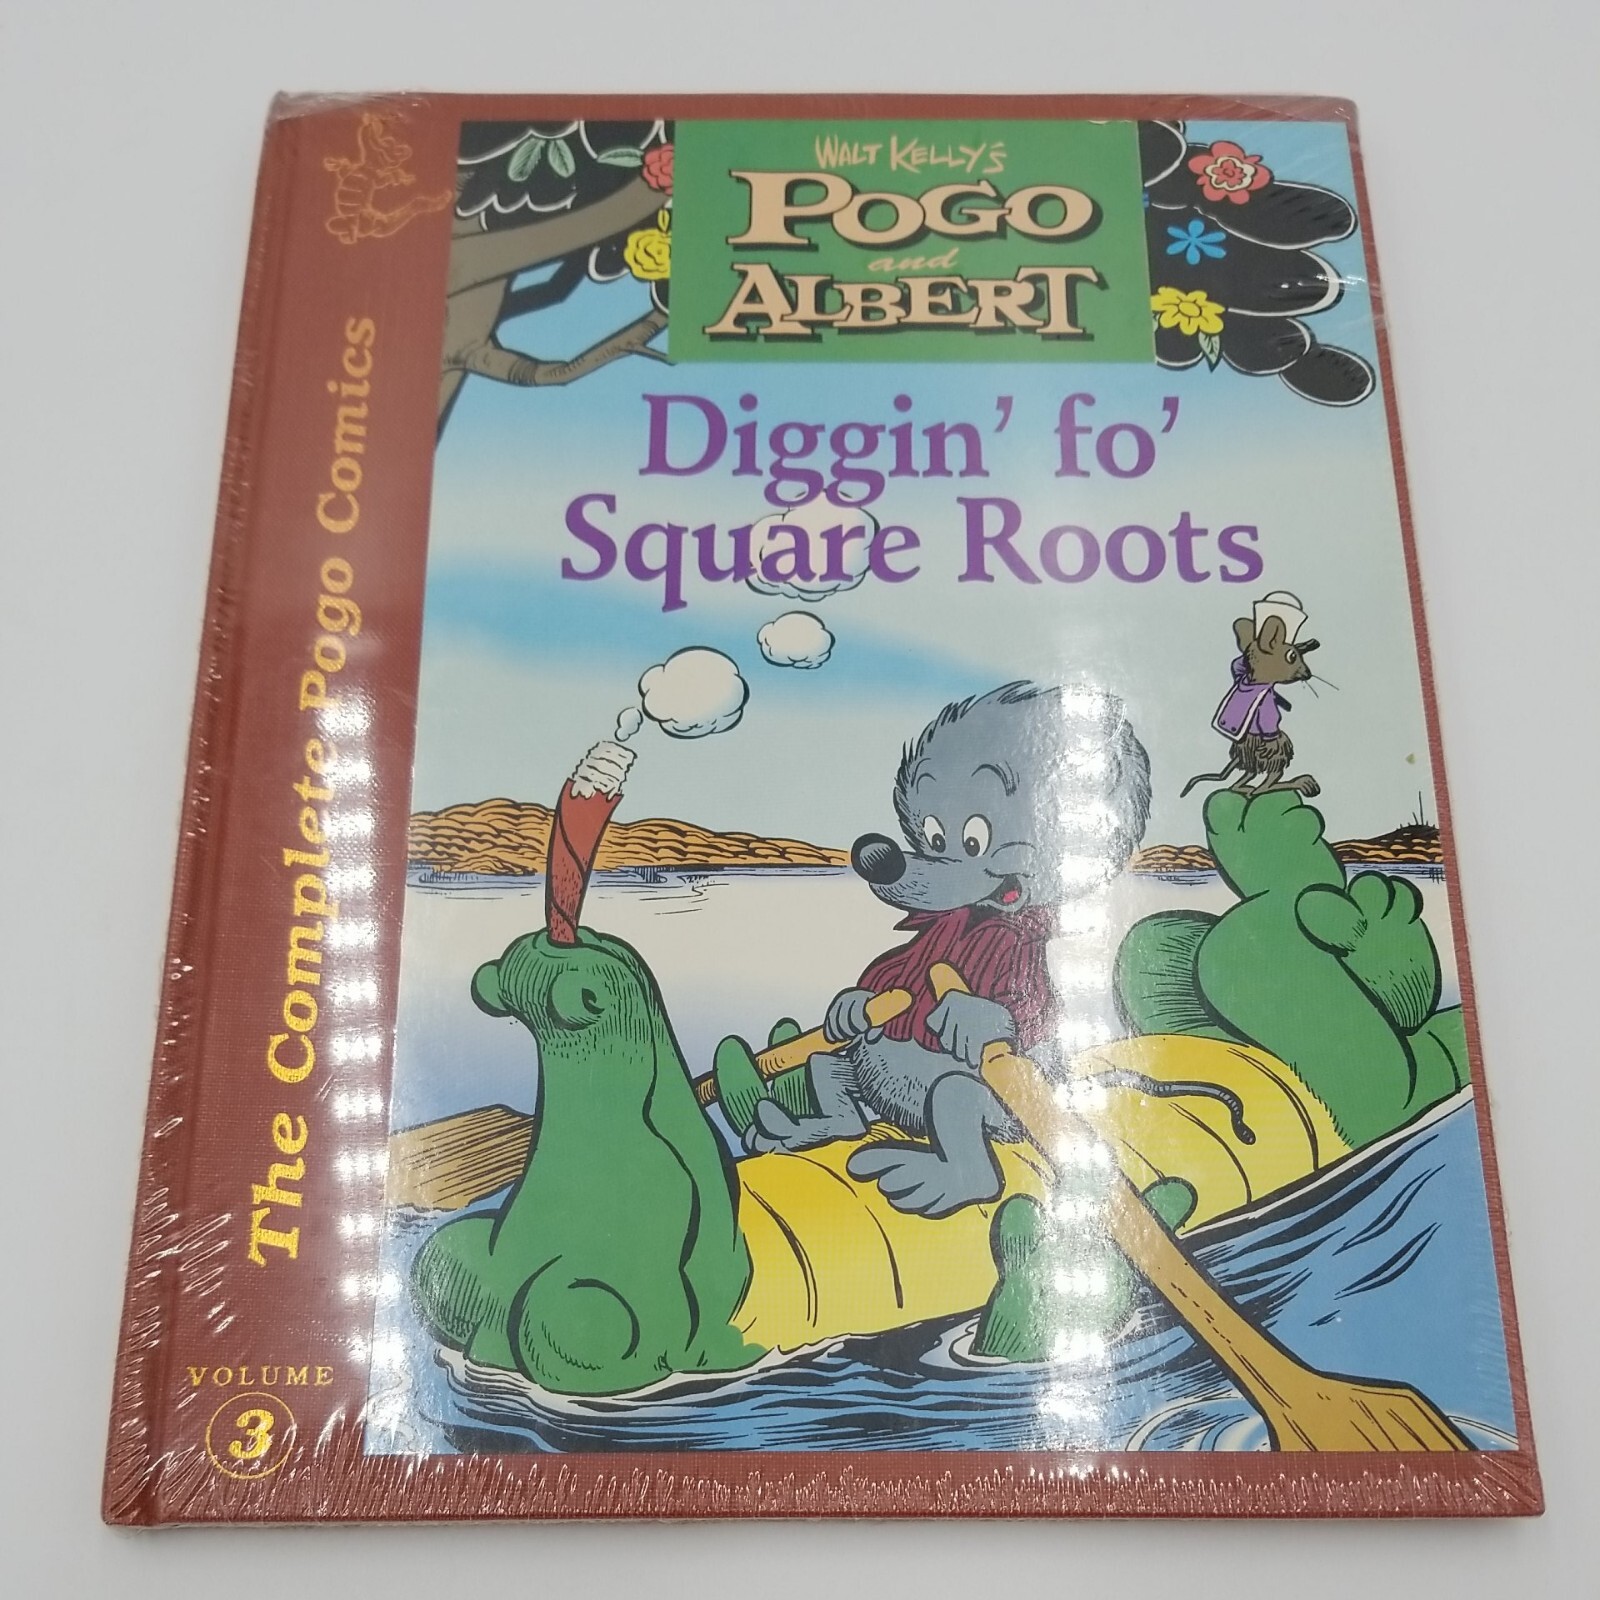 WALT KELLY'S
POGO
and
ALBERT
Diggin' fo'
Square Roots
The Complete Pogo Comics
VOLUME
3